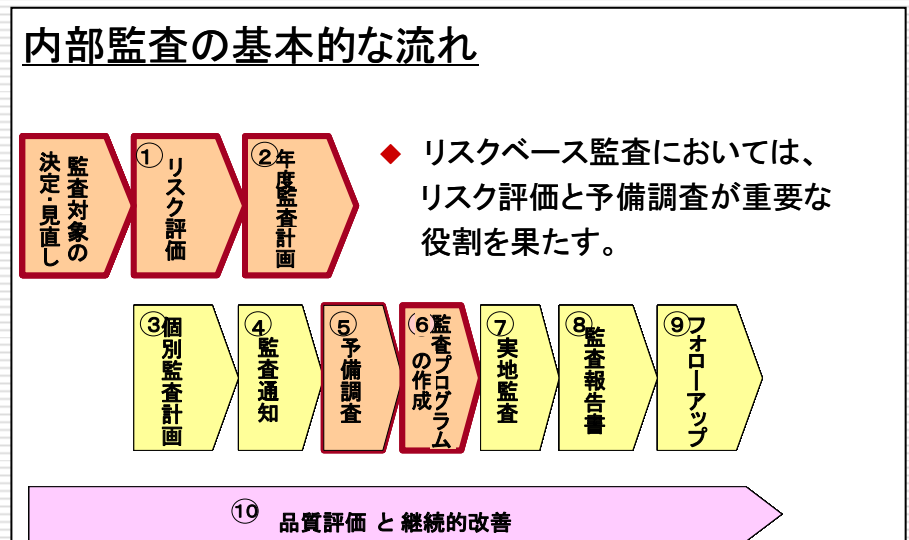 内部監査の基本的な流れ
監査対象の
決定・見直し
①
リスク評価
②
年度監査計画
◆ リスクベース監査においては、
リスク評価と予備調査が重要な
役割を果たす。
③
個別監査計画
④
監査通知
⑤
予備調査
⑥
監査プログラム
の作成
⑦
実地監査
⑧
監査報告書
⑨
フォローアップ
⑩
品質評価 と 継続的改善